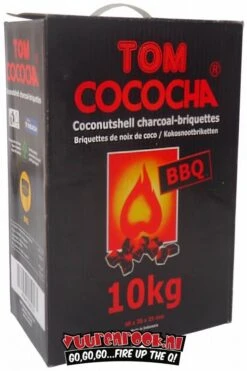 TOM
COCOCHA®
Coconutshell charcoal-briquettes
Briquettes de noix de coco / Kokosnootbriketten
BBQ
10kg
vuurenrook.nl
GO,GO,GO...FIRE UP THE Q!